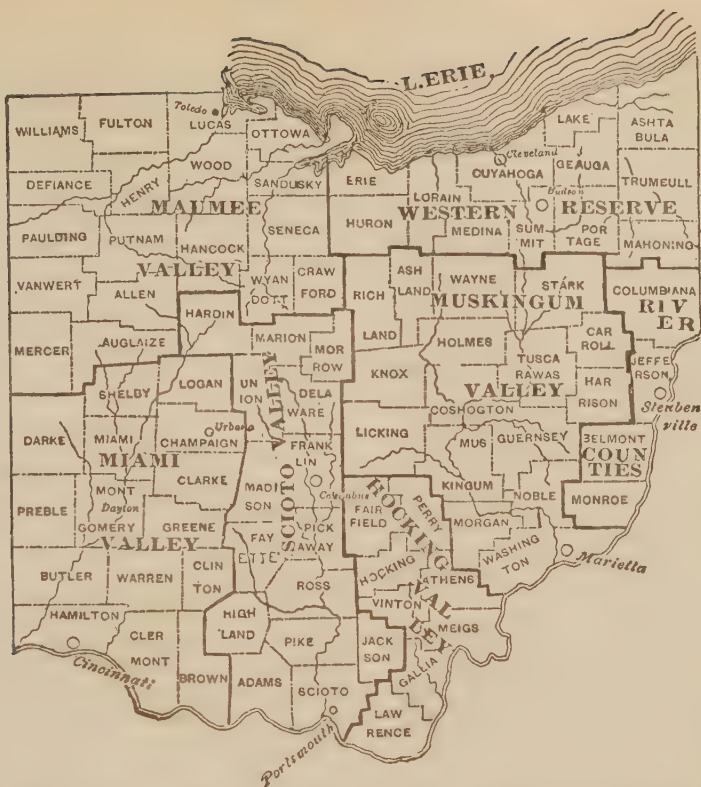 L. ERIE.
Toledo
LUCAS
WILLIAMS
FULTON
OTTOWA
LAKE
ASHTA
BULA
WOOD
Cleveland
CUYAHOGA
GEAUGA
DEFIANCE
HENRY
SANDUSKY
ERIE
LORAIN
Hudson
TRUMEULL
MAUMEE
WESTERN
RESERVE
PAULDING
PUTNAM
HANCOCK
SENECA
HURON
MEDINA
SUM
MIT
POR
TAGE
MAHONING
VALLEY
VANWERT
ALLEN
WYAN
DOTT
CRAW
FORD
RICH
LAND
ASH
LAND
WAYNE
STARK
COLUMBIANA
MUSKINGUM
RIV
ER
HARDIN
MERCER
AUGLAIZE
MARION
MOR
ROW
HOLMES
TUSCA
RAWAS
CAR
ROLL
JEFFE
RSON
SHELBY
LOGAN
UN
ION
VALLEY
DELA
WARE
KNOX
VALLEY
HAR
RISON
Steuben
ville
COSHOGTON
DARKE
MIAMI
CHAMPAIGN
Urbana
FRANK
LIN
LICKING
MUS
KINGUM
GUERNSEY
BELMONT
COUN
TIES
MIAMI
CLARKE
MADI
SON
Columbus
PREBLE
MONT
GOMERY
Dayton
GREENE
SCIOTO
PICK
AWAY
FAIR
FIELD
HOCKING
PERRY
NOBLE
MONROE
MORGAN
VALLEY
FAY
ETTE
WASHING
TON
Marietta
BUTLER
WARREN
CLIN
TON
ROSS
HOCKING
ATHENS
VINTON
VAL
LEY
HAMILTON
HIGH
LAND
MEIGS
CLER
MONT
PIKE
JACK
SON
Cincinnati
BROWN
ADAMS
SCIOTO
GALLIA
LAW
RENCE
Portsmouth